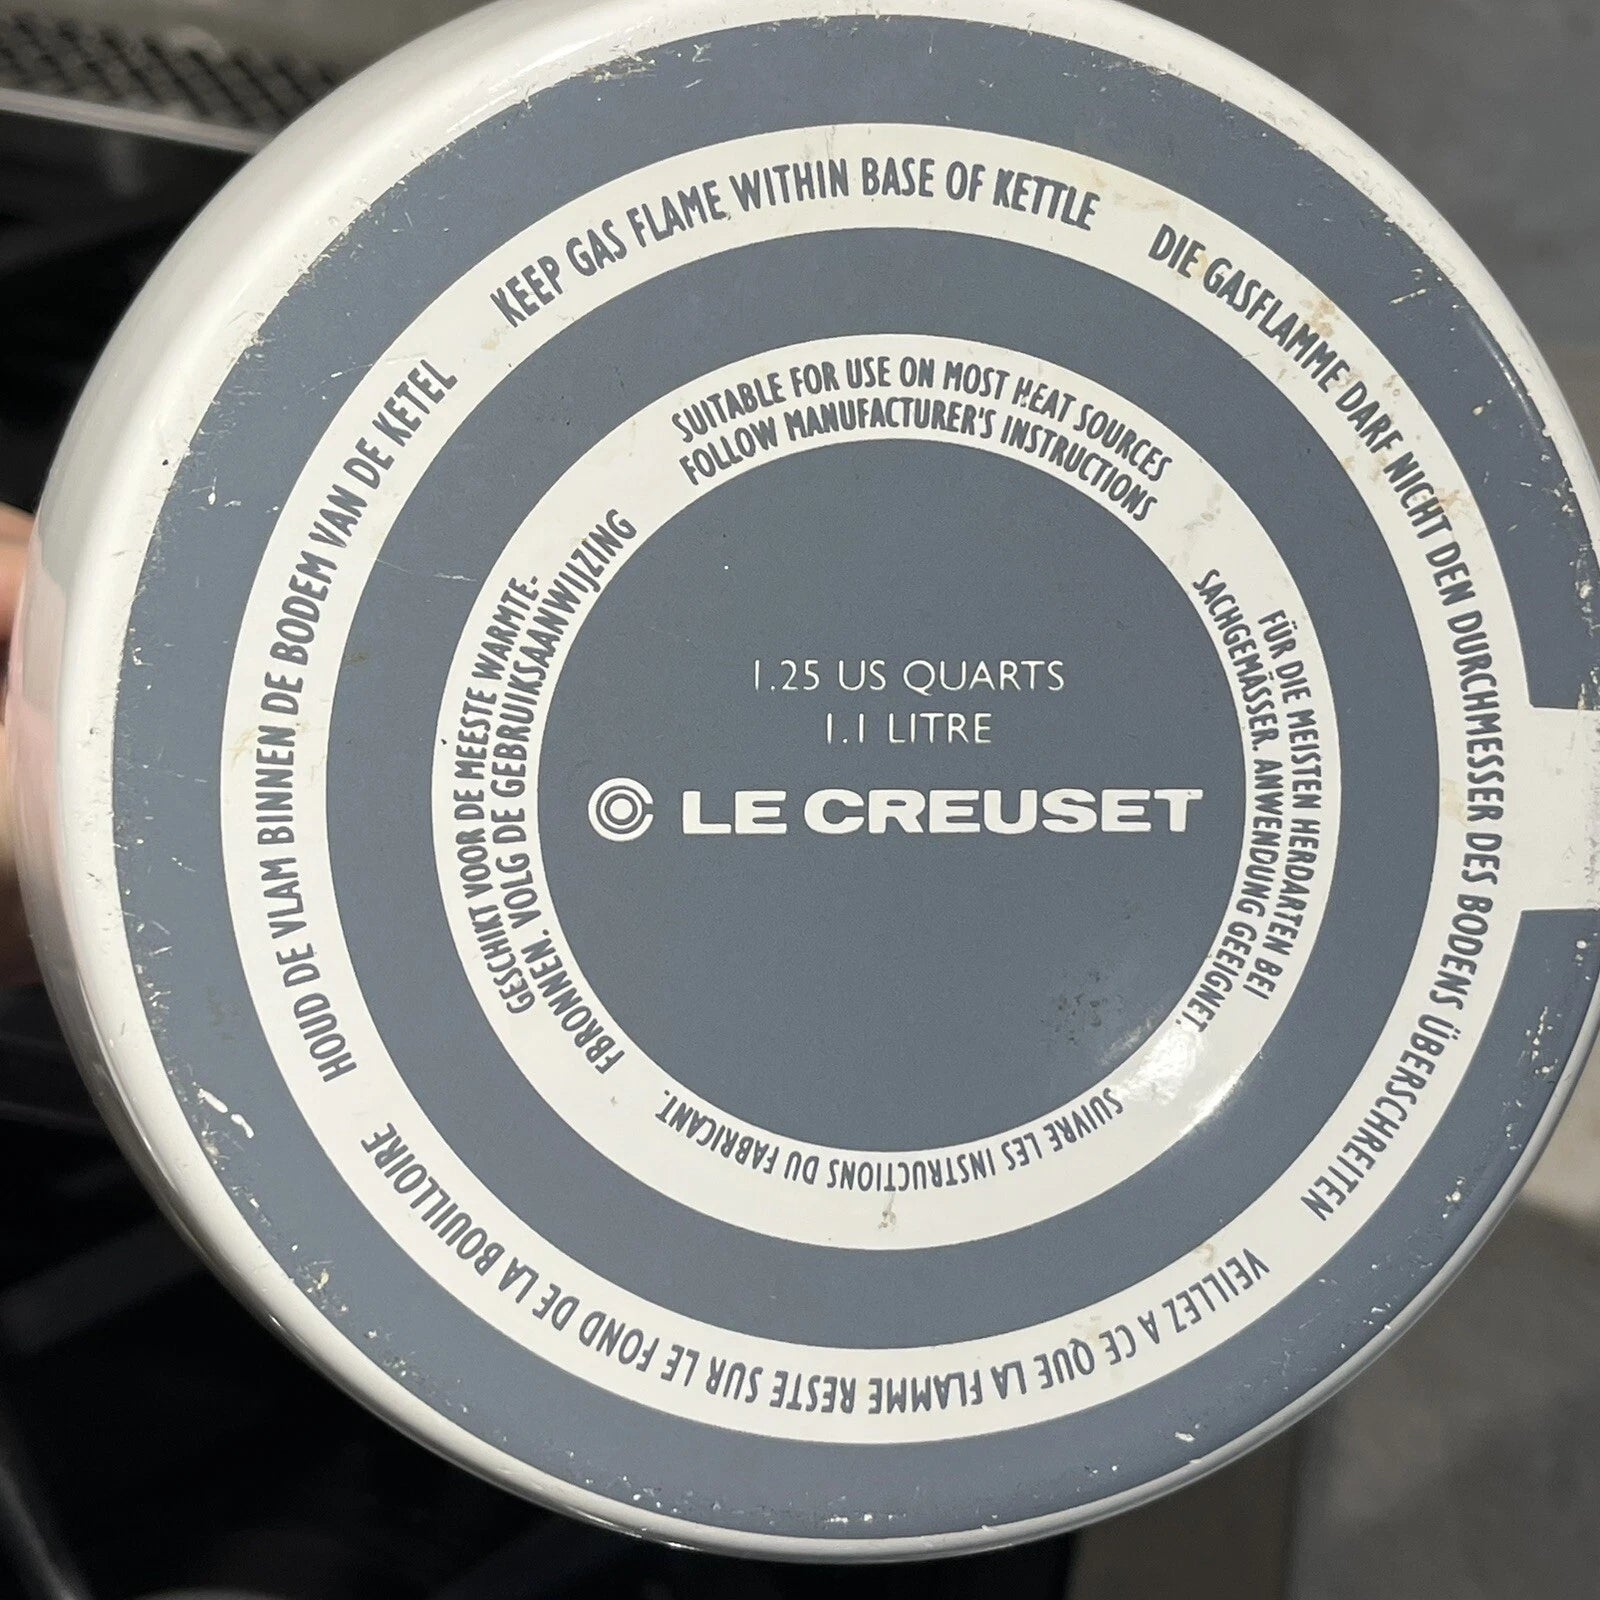 KEEP GAS FLAME WITHIN BASE OF KETTLE
DIE GASFLAMME DARF NICHT DEN DURCHMESSER DES BODENS ÜBERSCHREITEN
VEILLEZ A CE QUE LA FLAMME RESTE SUR LE FOND DE LA BOUILLOIRE
HOUD DE VLAM BINNEN DE BODEM VAN DE KETEL
SUITABLE FOR USE ON MOST HEAT SOURCES
FOLLOW MANUFACTURER'S INSTRUCTIONS
FÜR DIE MEISTEN HERDARTEN BEI
SACHGEMÄSSER. ANWENDUNG GEEIGNET.
SUIVRE LES INSTRUCTIONS DU FABRICANT.
GESCHIKT VOOR DE MEESTE WARMTE-
FBRONNEN. VOLG DE GEBRUIKSAANWIJZING
1.25 US QUARTS
1.1 LITRE
LE CREUSET